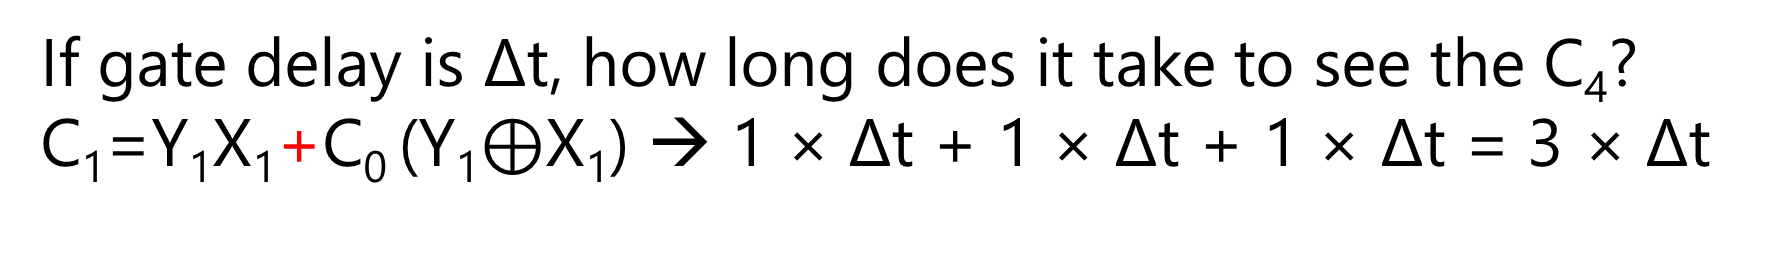 If gate delay is Δt, how long does it take to see the C₄?
C₁=Y₁X₁+C₀ (Y₁⨁X₁) → 1 × Δt + 1 × Δt + 1 × Δt = 3 × Δt